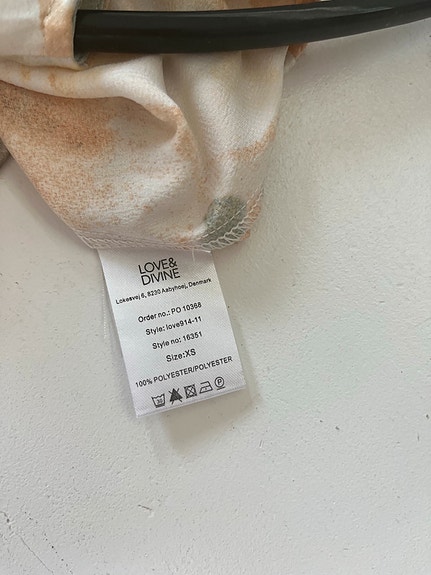 LOVE&
DIVINE
Lokesvej 6, 8230 Aabyhoej, Denmark
Order no.: PO 10368
Style: love914-11
Style no: 16351
Size:XS
100% POLYESTER/POLYESTER
30 P